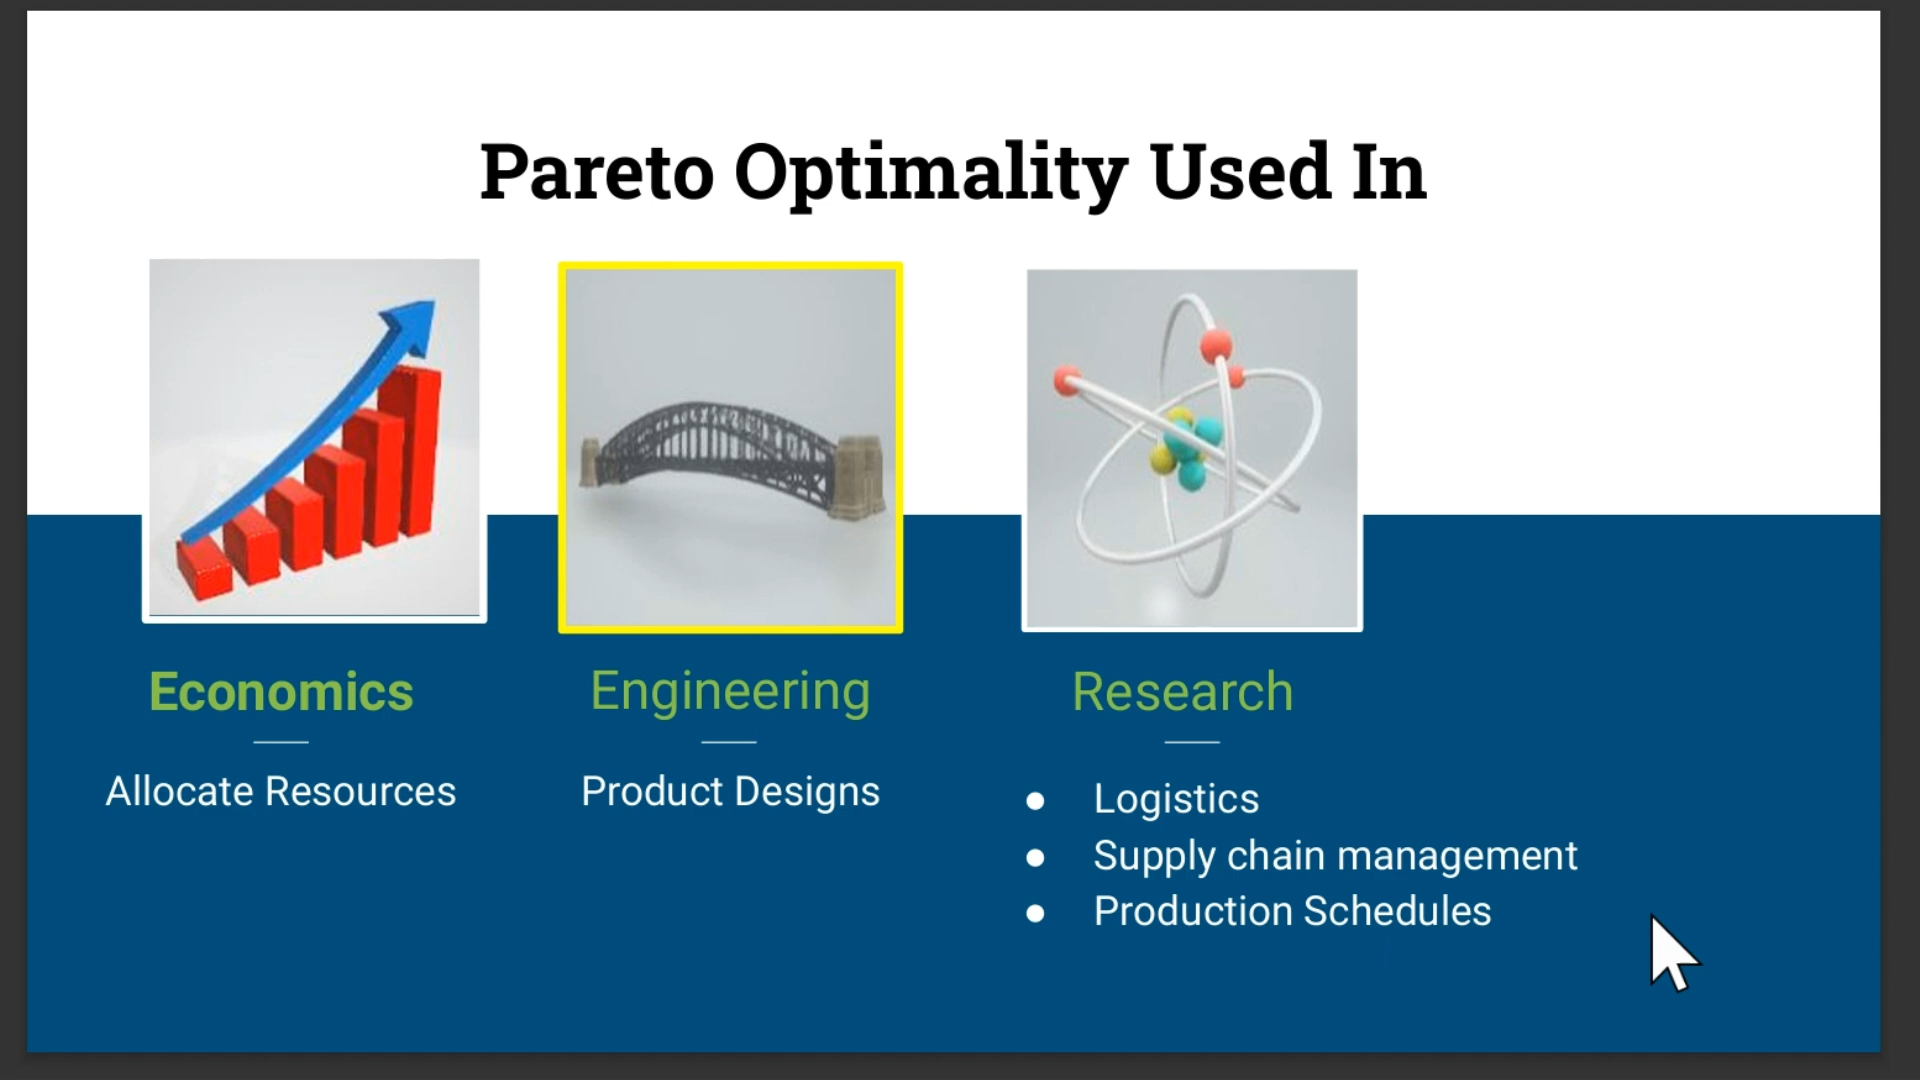 Pareto Optimality Used In
Economics
Allocate Resources
Engineering
Product Designs
Research
● Logistics
● Supply chain management
● Production Schedules